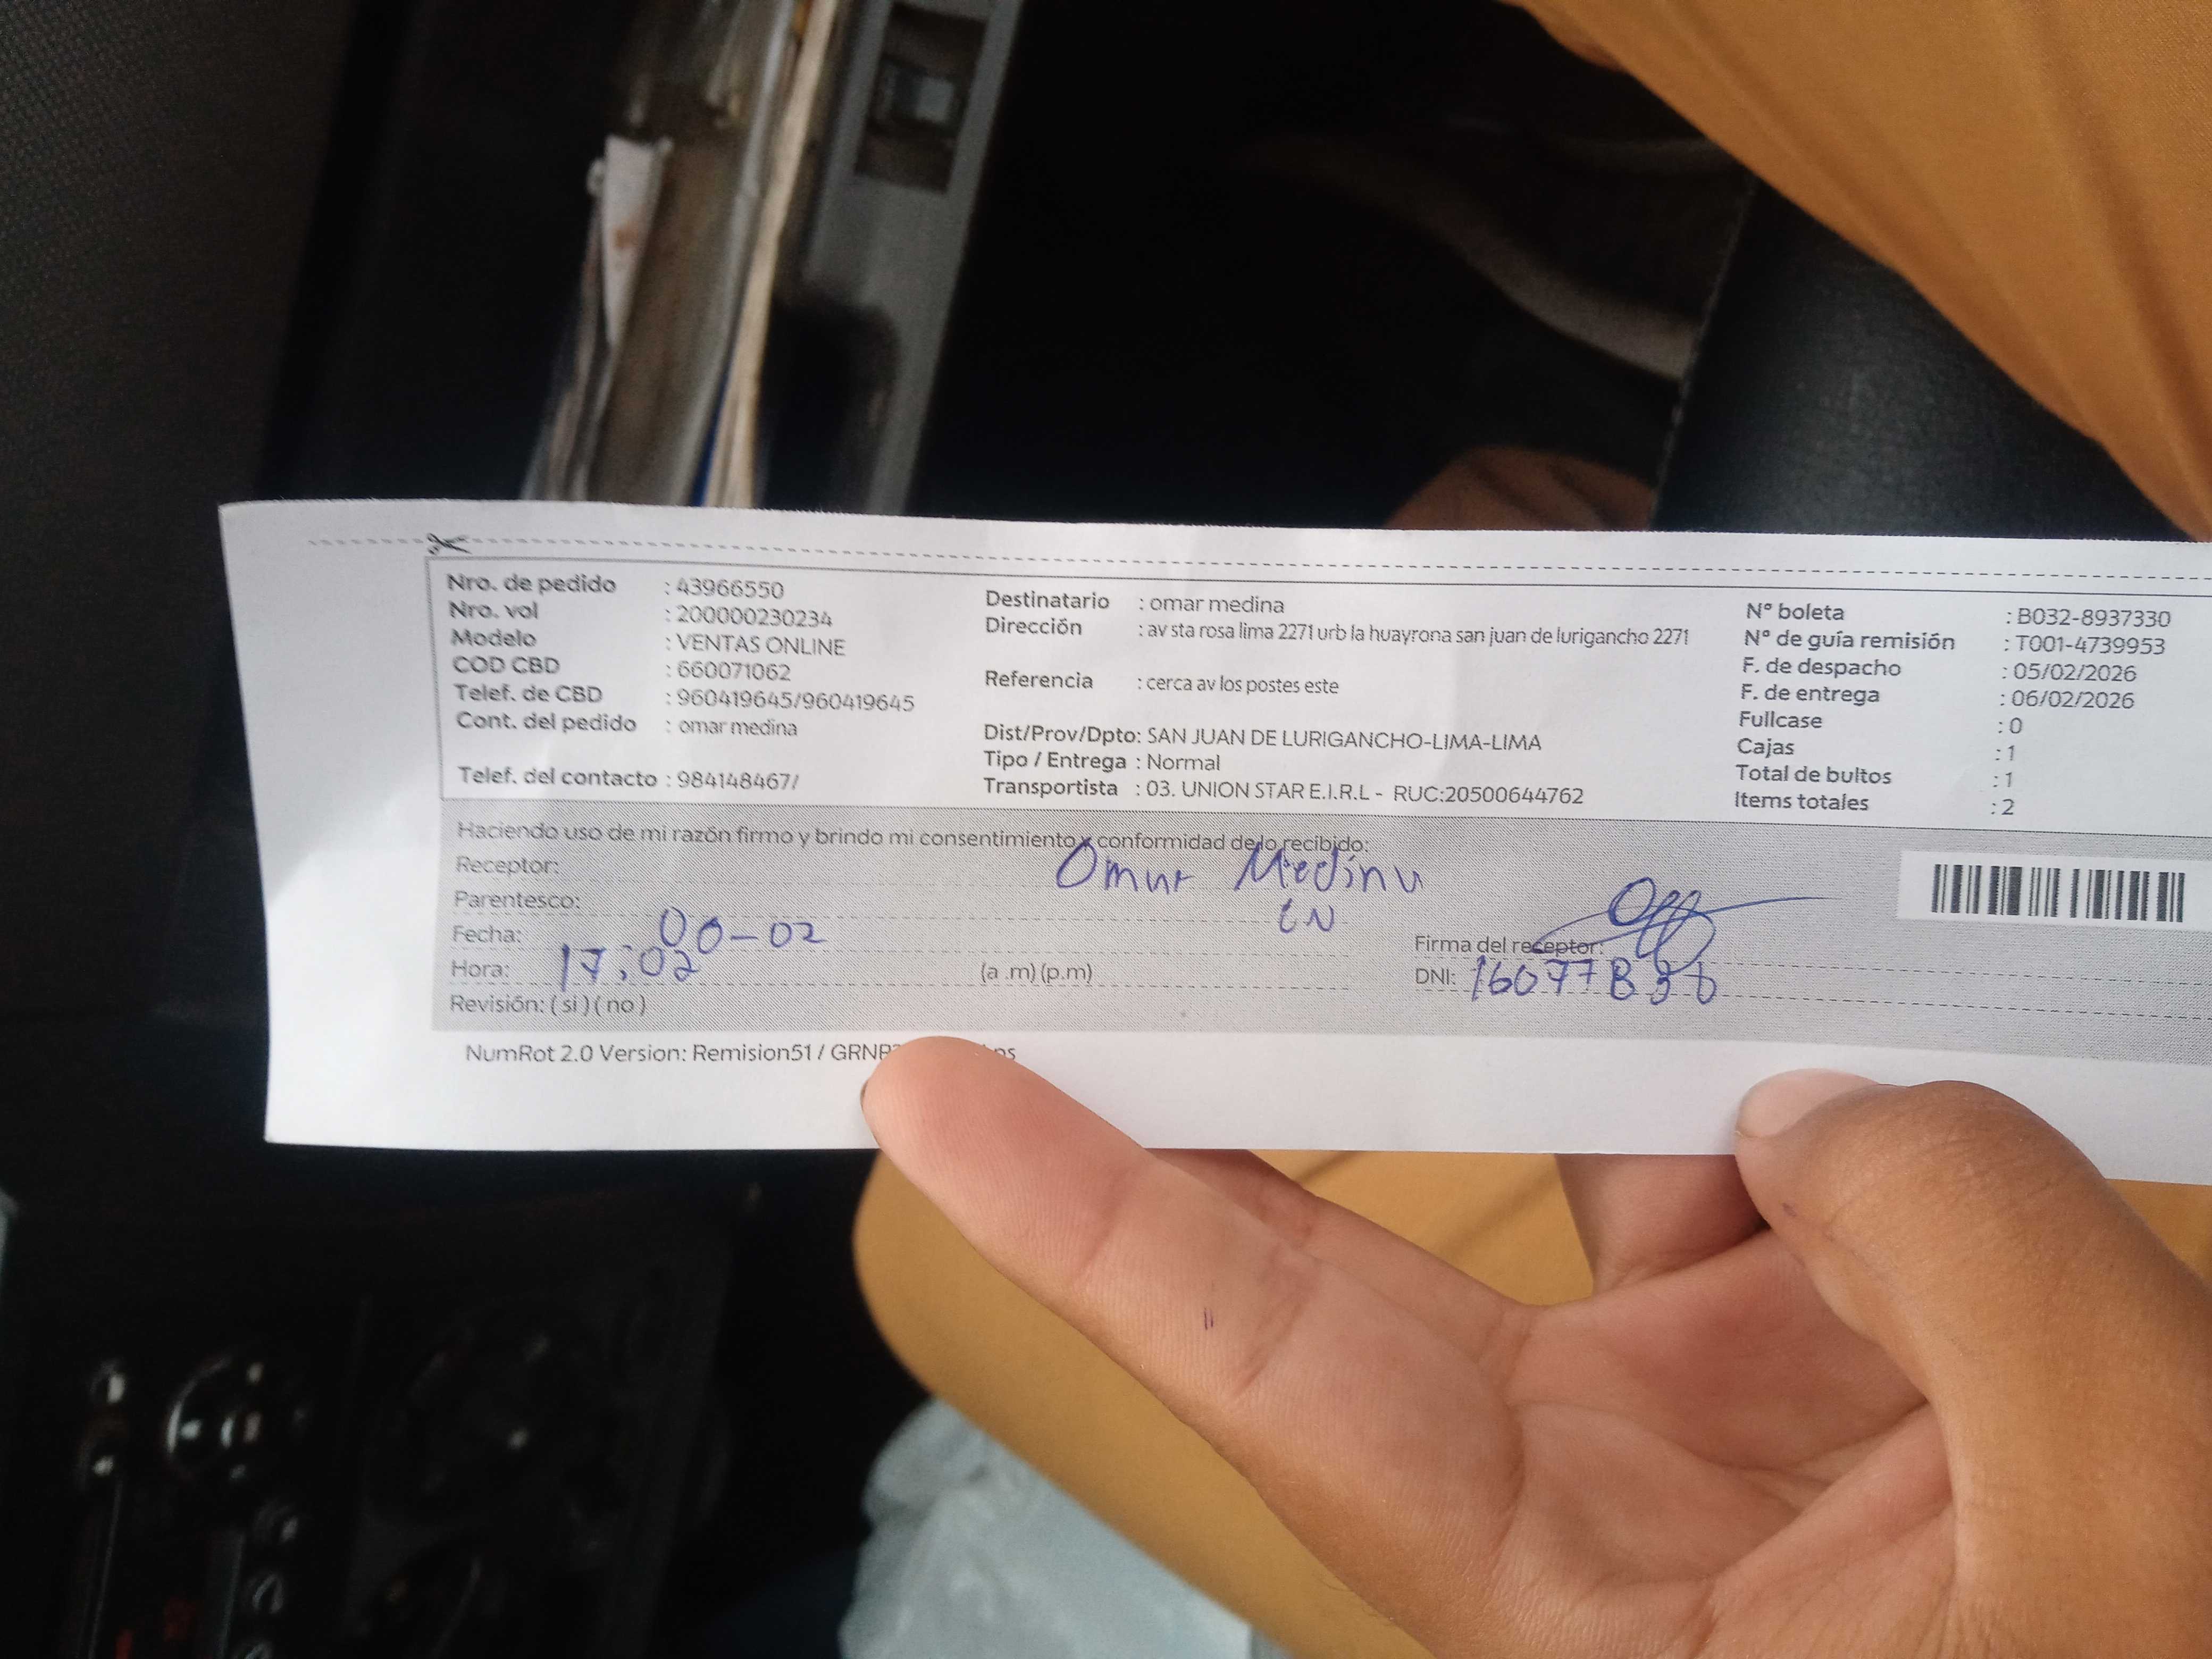 Nro. de pedido : 43966550
Nro. vol : 200000230234
Modelo : VENTAS ONLINE
COD CBD : 660071062
Telef. de CBD : 960419645/960419645
Cont. del pedido : omar medina
Telef. del contacto : 984148467/
Destinatario : omar medina
Dirección : av sta rosa lima 2271 urb la huayrona san juan de lurigancho 2271
Referencia : cerca av los postes este
Dist/Prov/Dpto: SAN JUAN DE LURIGANCHO-LIMA-LIMA
Tipo / Entrega : Normal
Transportista : 03. UNION STAR E.I.R.L - RUC:20500644762
N° boleta : B032-8937330
N° de guía remisión : T001-4739953
F. de despacho : 05/02/2026
F. de entrega : 06/02/2026
Fullcase : 0
Cajas : 1
Total de bultos : 1
Items totales : 2
Haciendo uso de mi razón firmo y brindo mi consentimiento y conformidad de lo recibido:
Receptor: Omar Medina
Parentesco:
Fecha: 06-02
Hora: 17:02 (a .m) (p.m)
Revisión: ( si ) ( no )
Firma del receptor:
DNI:
NumRot 2.0 Version: Remision51 /